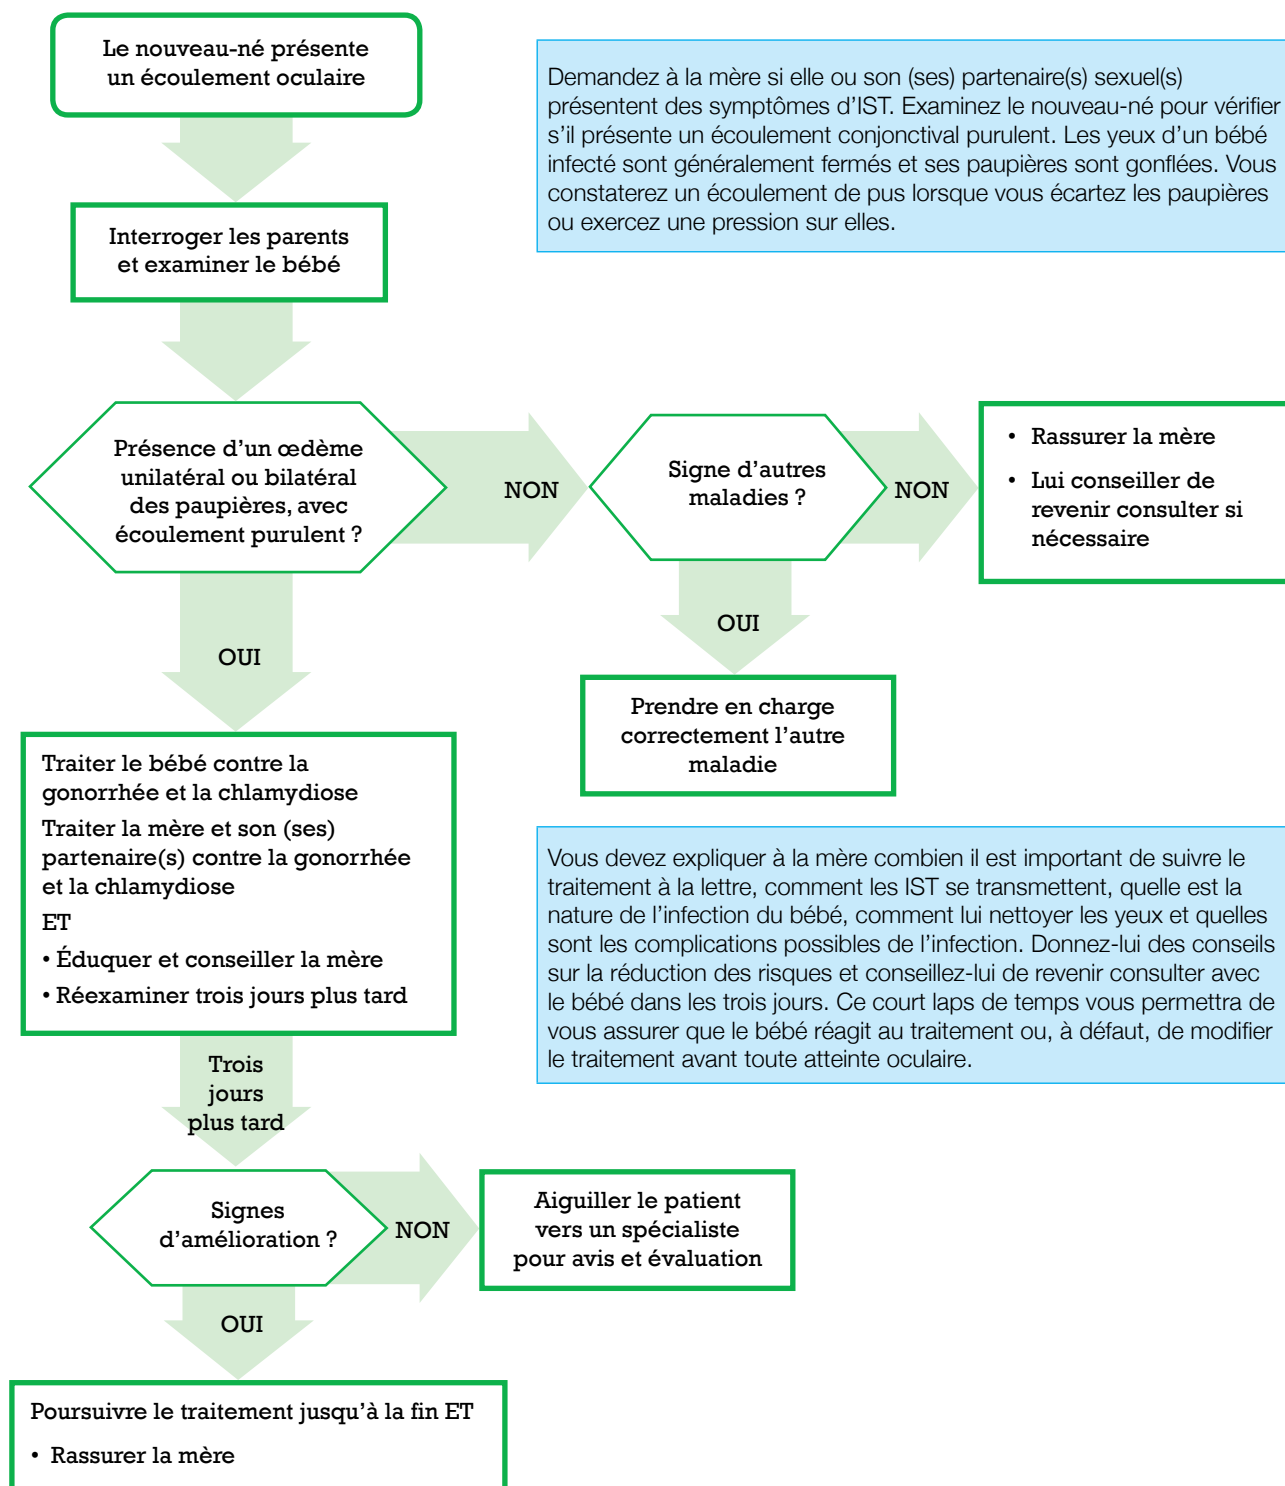 Le nouveau-né présente
un écoulement oculaire
Demandez à la mère si elle ou son (ses) partenaire(s) sexuel(s)
présentent des symptômes d’IST. Examinez le nouveau-né pour vérifier
s’il présente un écoulement conjonctival purulent. Les yeux d’un bébé
infecté sont généralement fermés et ses paupières sont gonflées. Vous
constaterez un écoulement de pus lorsque vous écartez les paupières
ou exercez une pression sur elles.
Interroger les parents
et examiner le bébé
Présence d’un œdème
unilatéral ou bilatéral
des paupières, avec
écoulement purulent ?
NON
Signe d’autres
maladies ?
NON
• Rassurer la mère
• Lui conseiller de
revenir consulter si
nécessaire
OUI
OUI
Prendre en charge
correctement l’autre
maladie
Traiter le bébé contre la
gonorrhée et la chlamydiose
Traiter la mère et son (ses)
partenaire(s) contre la gonorrhée
et la chlamydiose
ET
• Éduquer et conseiller la mère
• Réexaminer trois jours plus tard
Vous devez expliquer à la mère combien il est important de suivre le
traitement à la lettre, comment les IST se transmettent, quelle est la
nature de l’infection du bébé, comment lui nettoyer les yeux et quelles
sont les complications possibles de l’infection. Donnez-lui des conseils
sur la réduction des risques et conseillez-lui de revenir consulter avec
le bébé dans les trois jours. Ce court laps de temps vous permettra de
vous assurer que le bébé réagit au traitement ou, à défaut, de modifier
le traitement avant toute atteinte oculaire.
Trois
jours
plus tard
Signes
d’amélioration ?
NON
Aiguiller le patient
vers un spécialiste
pour avis et évaluation
OUI
Poursuivre le traitement jusqu’à la fin ET
• Rassurer la mère